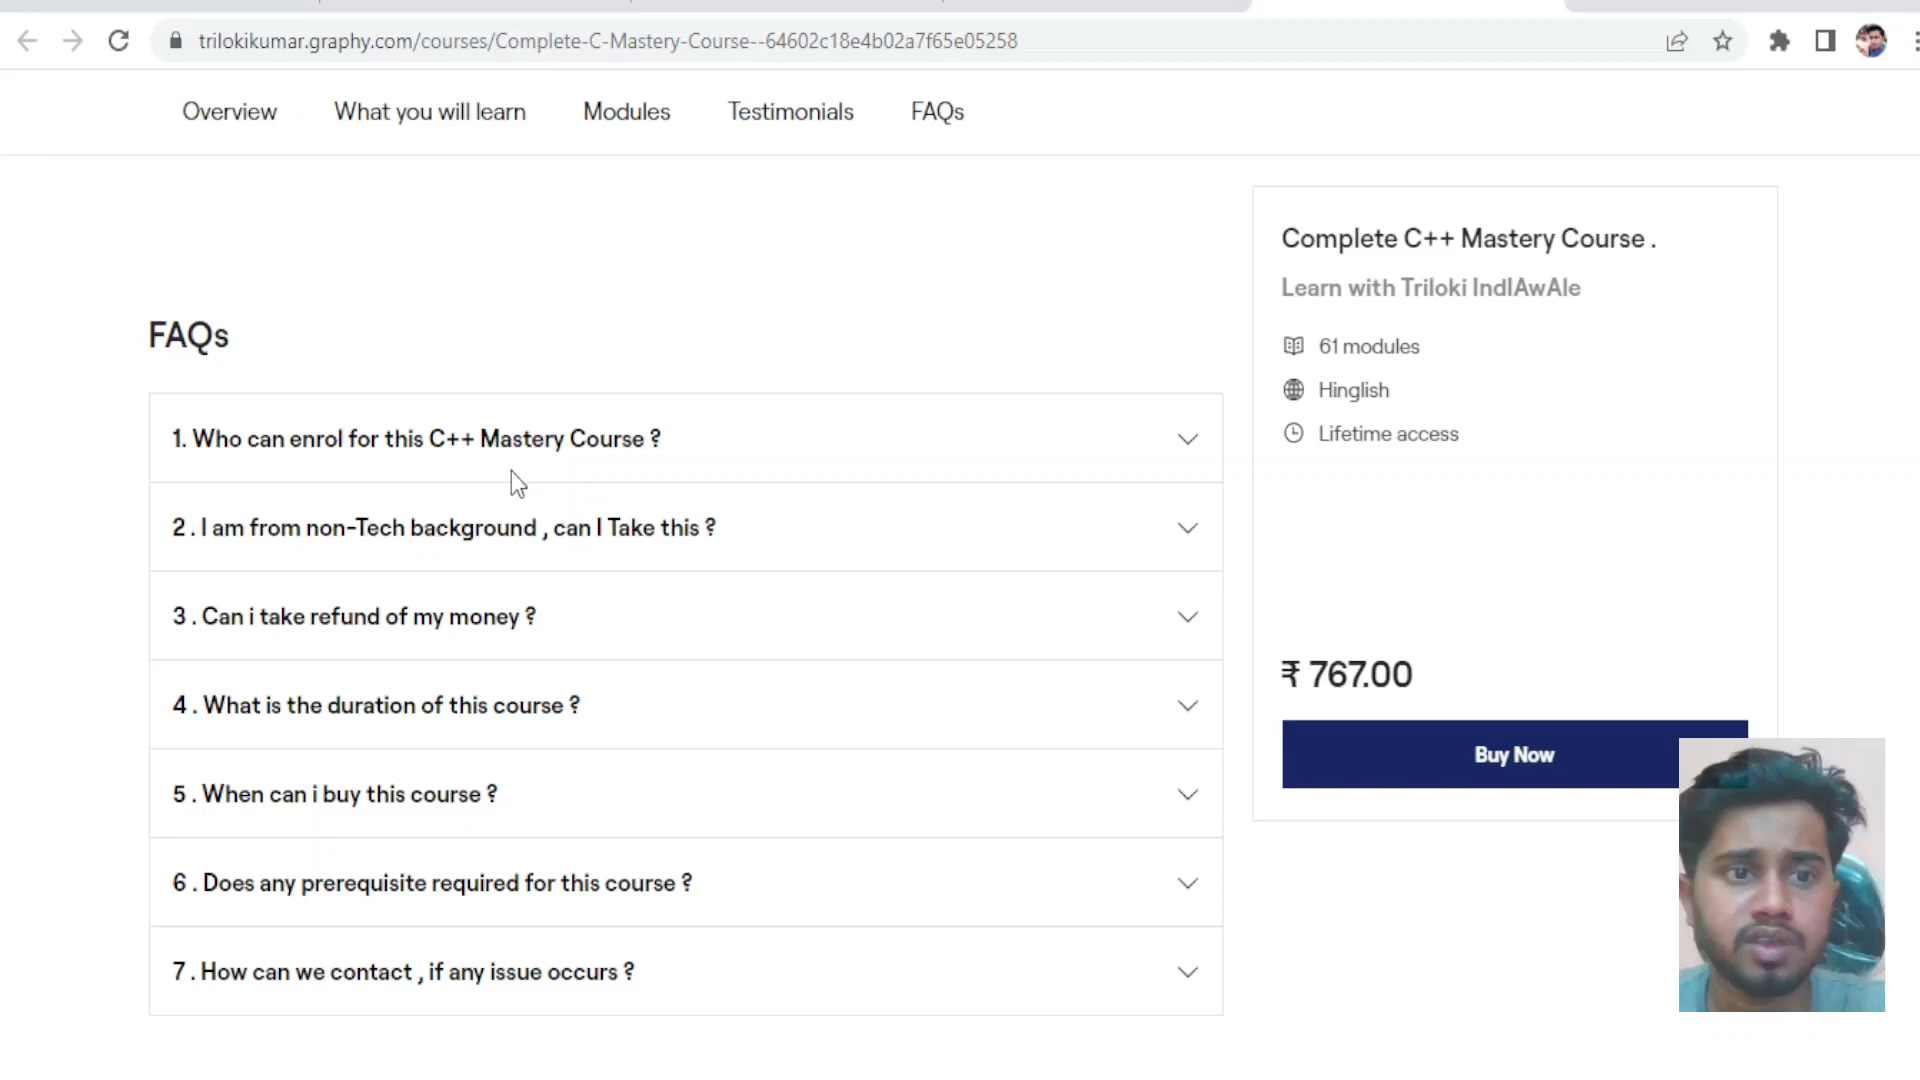 trilokikumar.graphy.com/courses/Complete-C-Mastery-Course--64602c18e4b02a7f65e05258
Overview
What you will learn
Modules
Testimonials
FAQs
Complete C++ Mastery Course .
Learn with Triloki IndIAwAle
61 modules
Hinglish
Lifetime access
₹ 767.00
Buy Now
FAQs
1. Who can enrol for this C++ Mastery Course ?
2 . I am from non-Tech background , can I Take this ?
3 . Can i take refund of my money ?
4 . What is the duration of this course ?
5 . When can i buy this course ?
6 . Does any prerequisite required for this course ?
7 . How can we contact , if any issue occurs ?